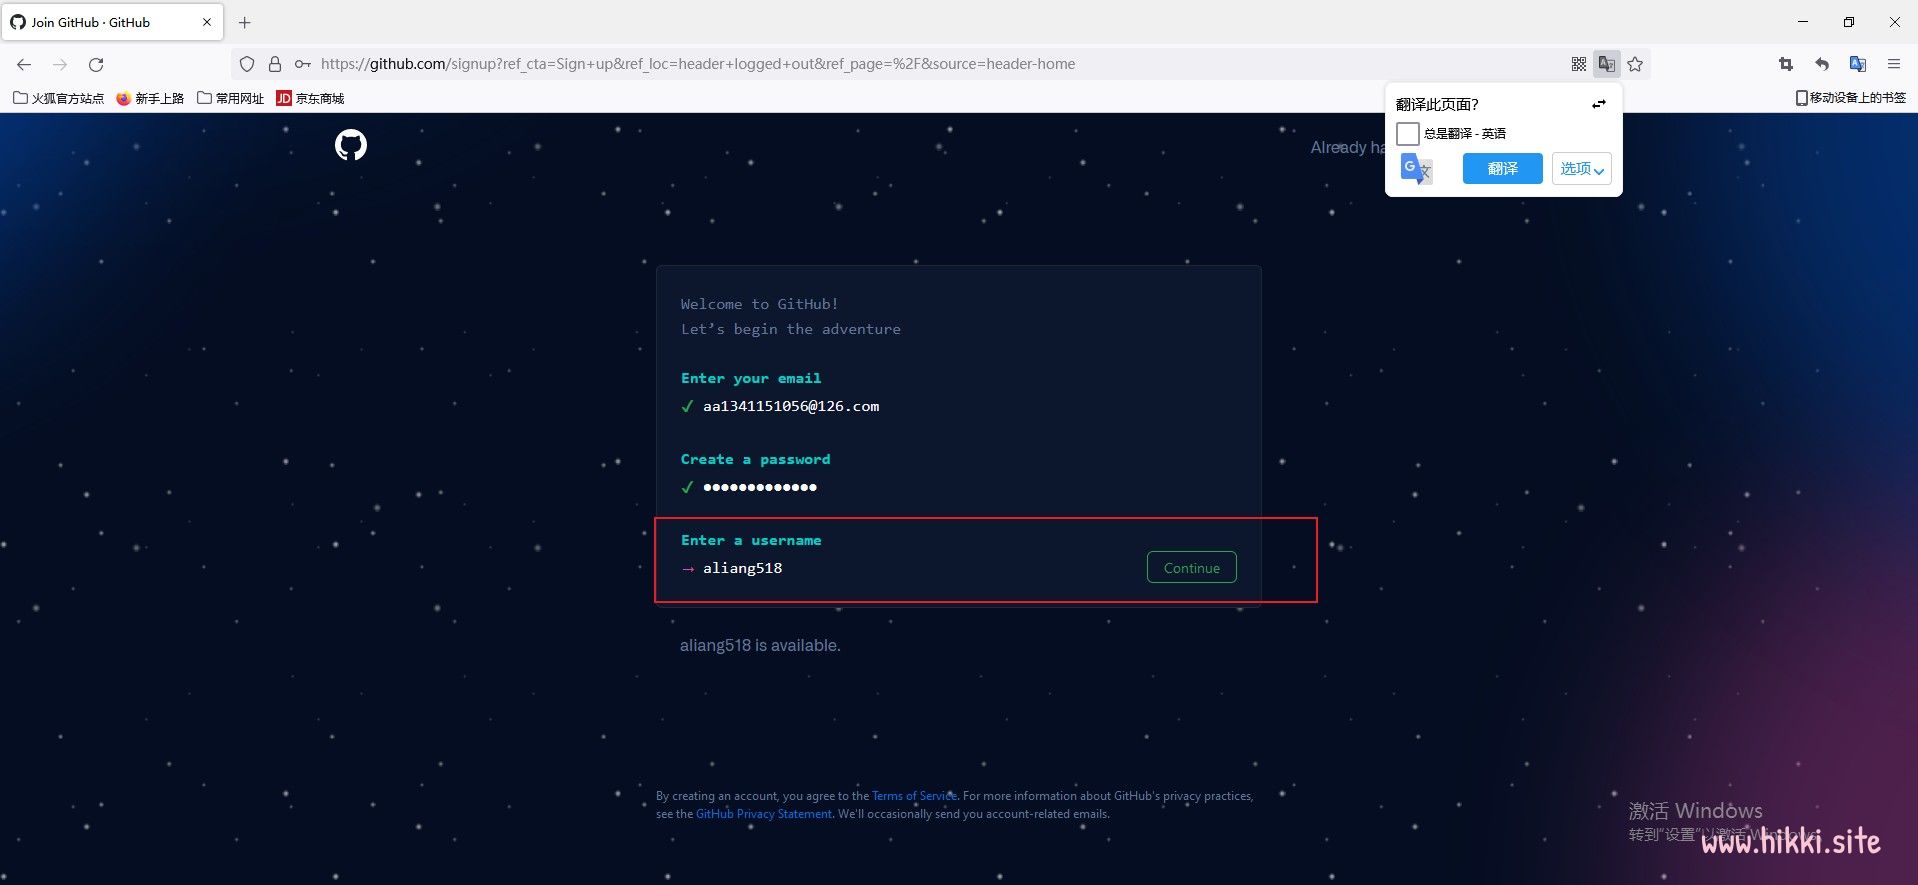 Join GitHub · GitHub
https://github.com/signup?ref_cta=Sign+up&ref_loc=header+logged+out&ref_page=%2F&source=header-home
火狐官方站点 新手上路 常用网址 JD 京东商城 移动设备上的书签
翻译此页面?
总是翻译 - 英语
翻译 选项
Already ha
Welcome to GitHub!
Let’s begin the adventure
Enter your email
✓ aa1341151056@126.com
Create a password
✓ •••••••••••••
Enter a username
→ aliang518 Continue
aliang518 is available.
By creating an account, you agree to the Terms of Service. For more information about GitHub's privacy practices,
see the GitHub Privacy Statement. We'll occasionally send you account-related emails.
激活 Windows
转到“设置”以激活 Windows。
www.hikki.site